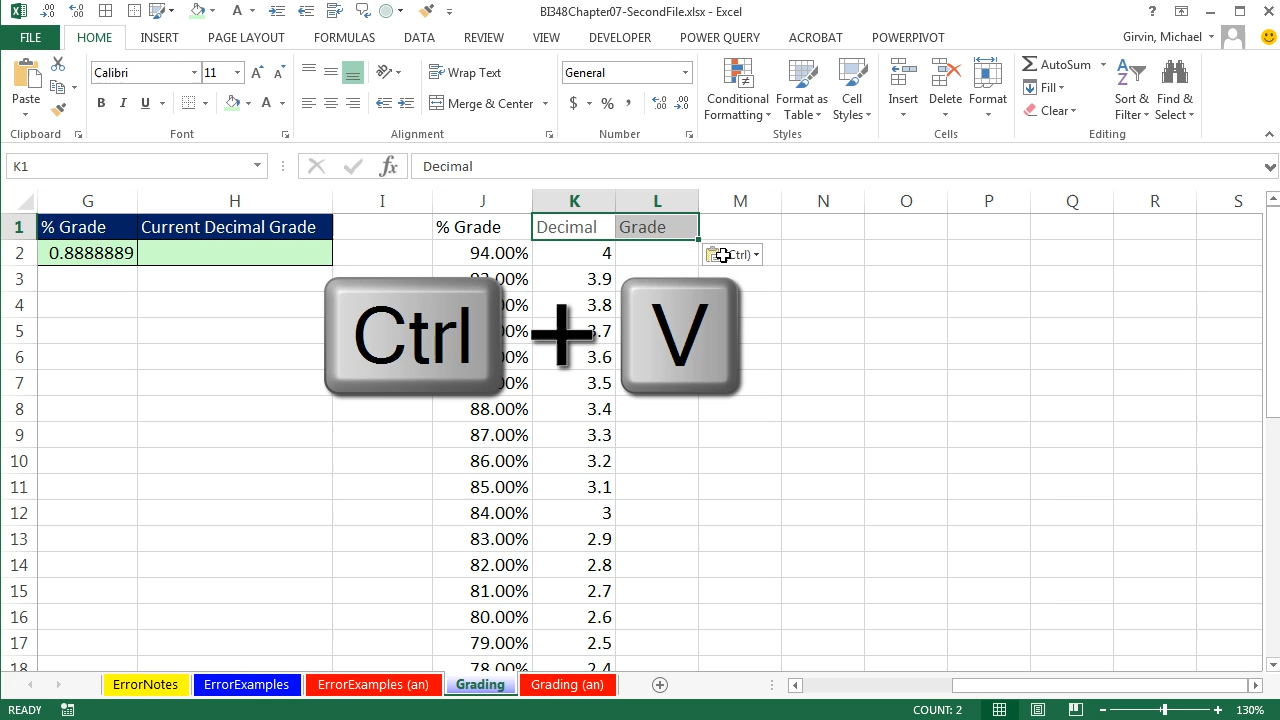 BI348Chapter07-SecondFile.xlsx - Excel
FILE HOME INSERT PAGE LAYOUT FORMULAS DATA REVIEW VIEW DEVELOPER POWER QUERY ACROBAT POWERPIVOT Girvin, Michael
Paste
Calibri 11
B I U
Wrap Text
Merge & Center
General
$ % ,
Conditional Formatting
Format as Table
Cell Styles
Insert Delete Format
AutoSum
Fill
Clear
Sort & Filter
Find & Select
Clipboard Font Alignment Number Styles Cells Editing
K1 fx Decimal
G H I J K L M N O P Q R S
1 % Grade Current Decimal Grade % Grade Decimal Grade
2 0.8888889 94.00% 4 (Ctrl)
3 3.9
4 3.8
5
6 3.6
7 3.5
Ctrl + V
8 88.00% 3.4
9 87.00% 3.3
10 86.00% 3.2
11 85.00% 3.1
12 84.00% 3
13 83.00% 2.9
14 82.00% 2.8
15 81.00% 2.7
16 80.00% 2.6
17 79.00% 2.5
18 78.00% 2.4
ErrorNotes ErrorExamples ErrorExamples (an) Grading Grading (an)
READY COUNT: 2 130%